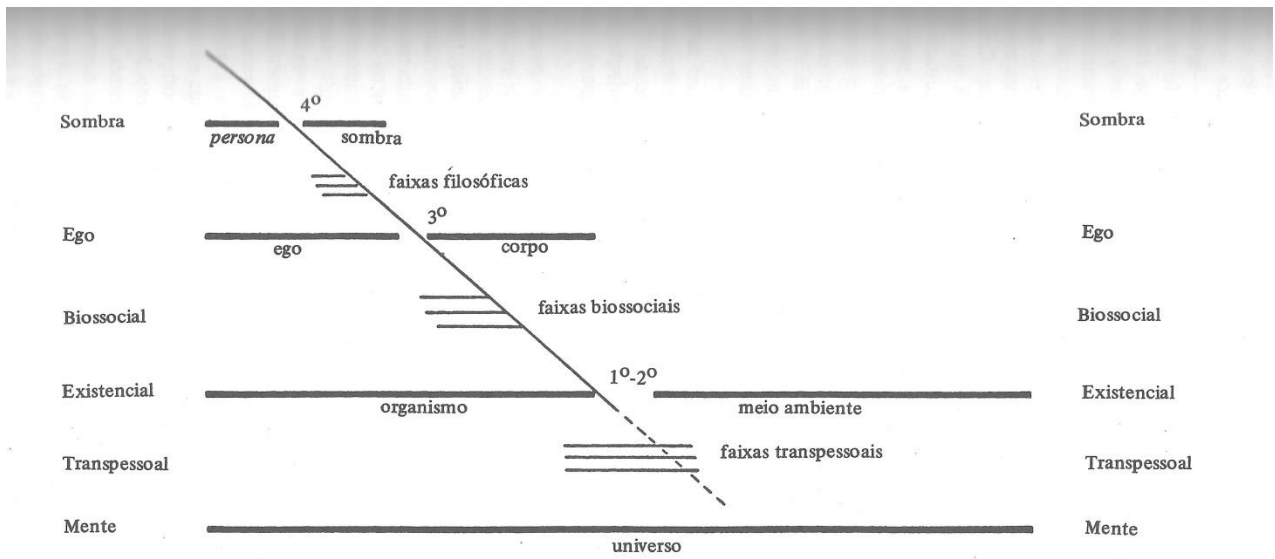 4º
Sombra
persona
sombra
Sombra
faixas filosóficas
3º
Ego
ego
corpo
Ego
faixas biossociais
Biossocial
Biossocial
1º-2º
Existencial
organismo
meio ambiente
Existencial
faixas transpessoais
Transpessoal
Transpessoal
Mente
universo
Mente